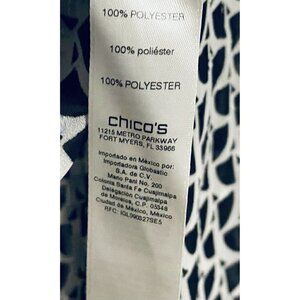 100% POLYESTER
100% poliéster
100% POLYESTER
chico's
11215 METRO PARKWAY
FORT MYERS, FL 33966
Importado en México por:
Importadora Globastic
S.A. de C.V.
Mario Pani No. 200
Colonia Santa Fe Cuajimalpa
Delegación Cuajimalpa
de Morelos, C.P. 05348
Ciudad de México, México
RFC: IGL990327SE5